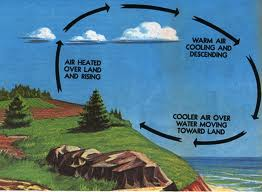 WARM AIR
COOLING AND
DESCENDING
AIR HEATED
OVER LAND
AND RISING
COOLER AIR OVER
WATER MOVING
TOWARD LAND